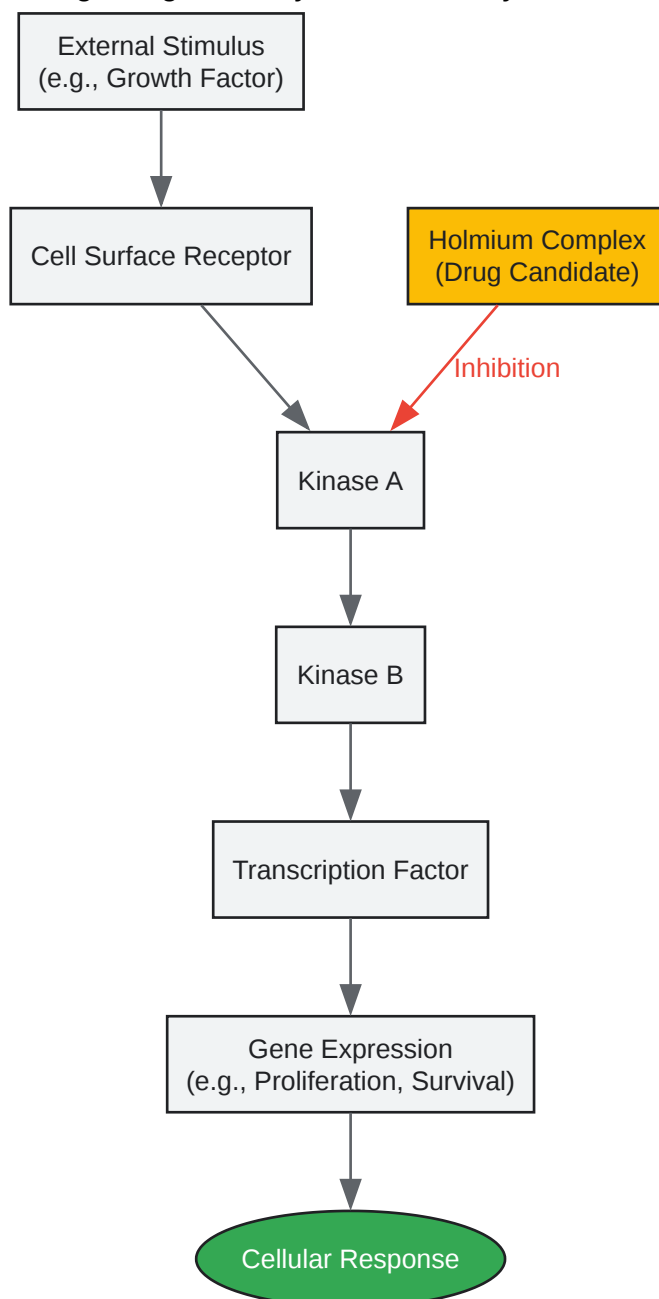 External Stimulus
(e.g., Growth Factor)
Cell Surface Receptor
Holmium Complex
(Drug Candidate)
Inhibition
Kinase A
Kinase B
Transcription Factor
Gene Expression
(e.g., Proliferation, Survival)
Cellular Response